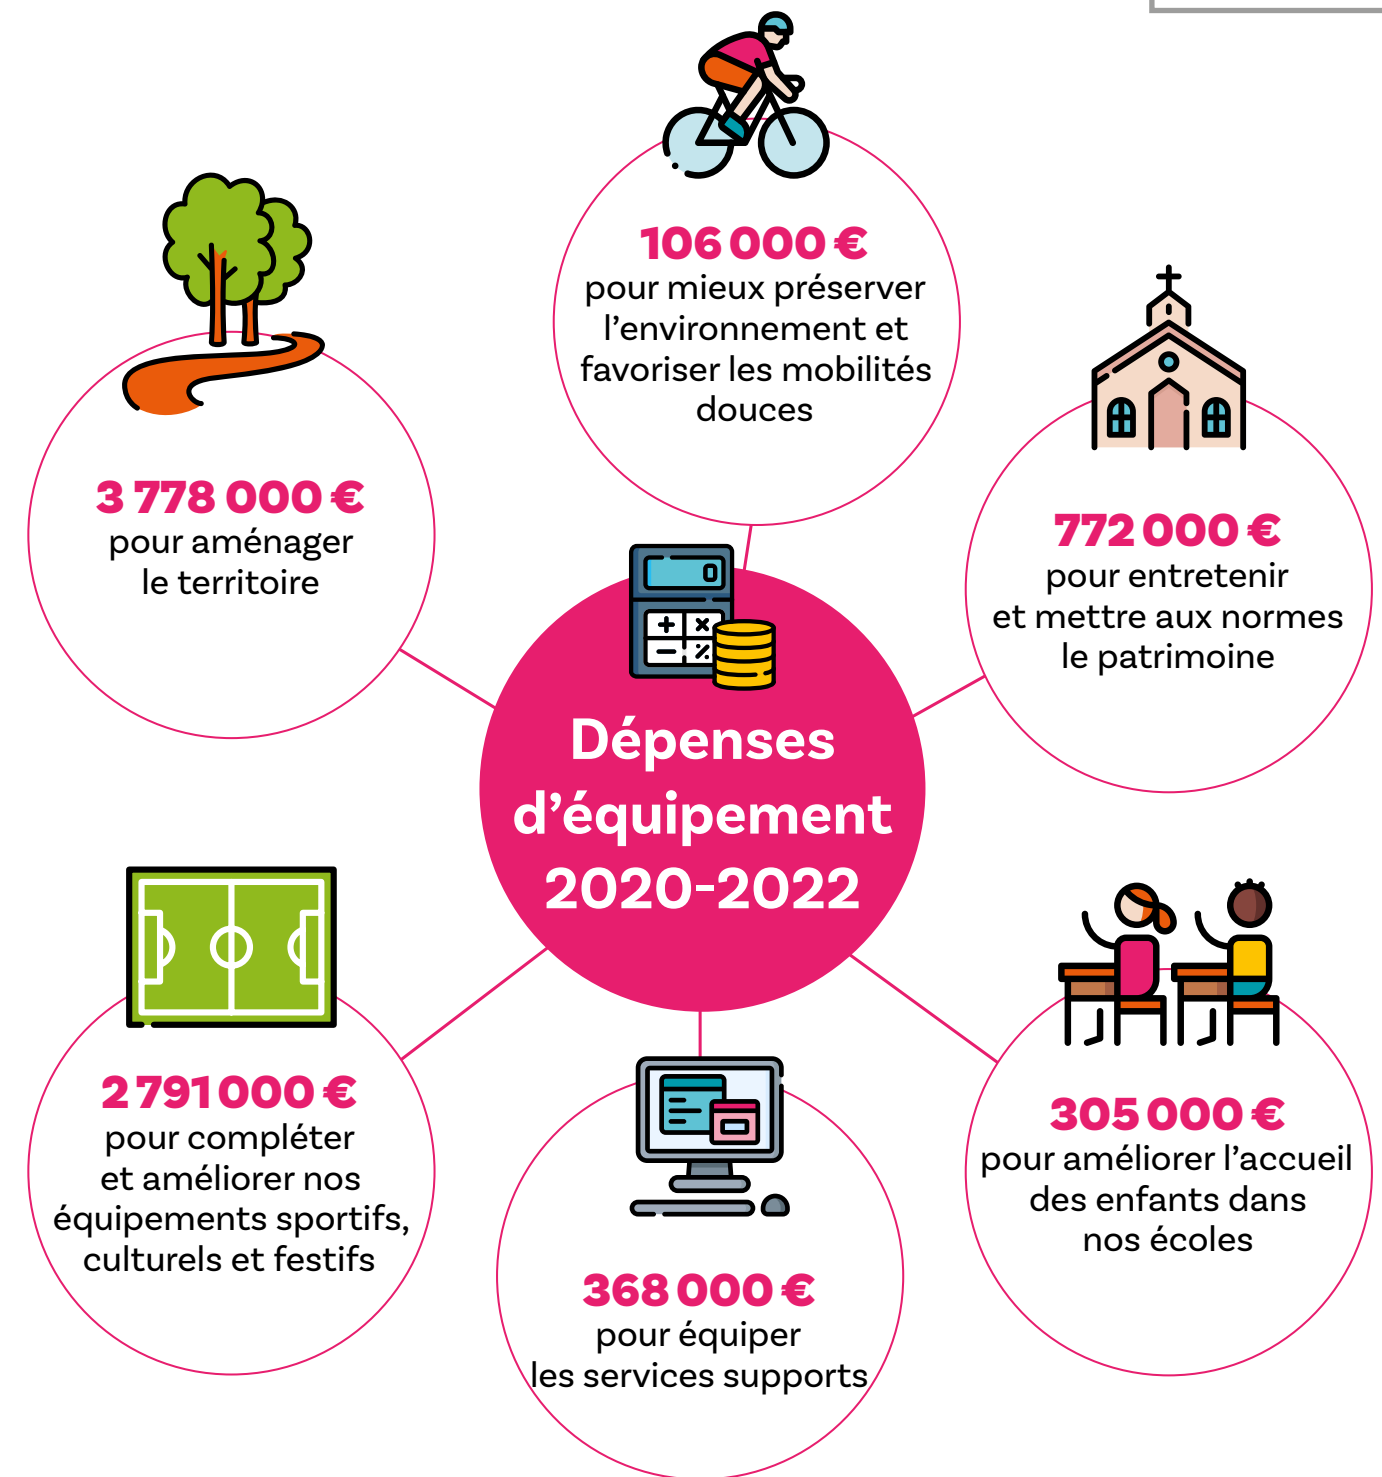 106 000 €
pour mieux préserver
l’environnement et
favoriser les mobilités
douces
3 778 000 €
pour aménager
le territoire
772 000 €
pour entretenir
et mettre aux normes
le patrimoine
0
Dépenses
d’équipement
2020-2022
2 791 000 €
pour compléter
et améliorer nos
équipements sportifs,
culturels et festifs
305 000 €
pour améliorer l’accueil
des enfants dans
nos écoles
368 000 €
pour équiper
les services supports